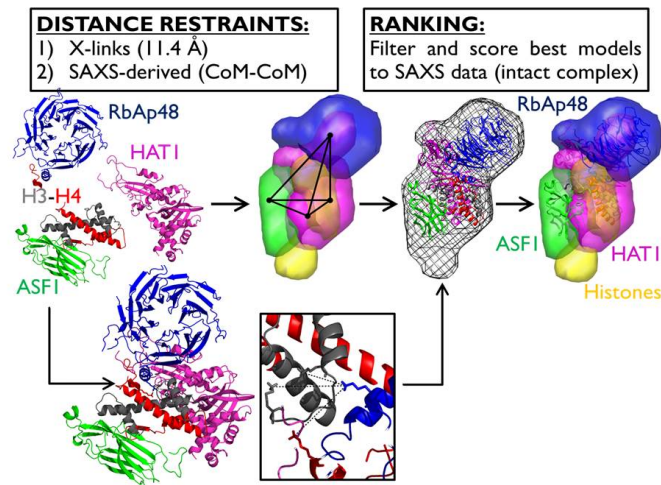 DISTANCE RESTRAINTS:
1) X-links (11.4 Å)
2) SAXS-derived (CoM-CoM)
RANKING:
Filter and score best models
to SAXS data (intact complex)
RbAp48
HAT1
H3-H4
ASF1
RbAp48
ASF1
HAT1
Histones